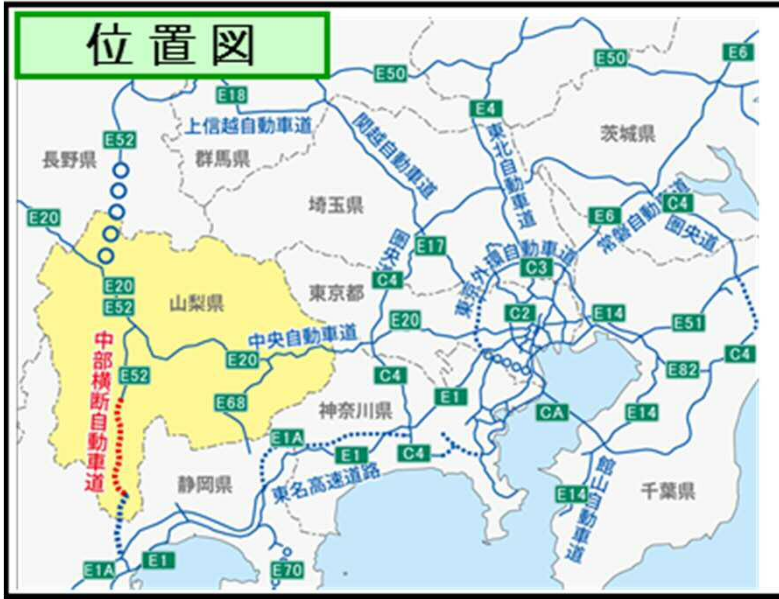 位置図
E50
E50
E6
E18
E4
上信越自動車道
関越自動車道
東北自動車道
茨城県
E52
長野県
群馬県
埼玉県
常磐自動車道
C4
圏央道
E6
E20
圏央道
E17
東京外環自動車道
C3
C4
E20
E52
山梨県
東京都
C2
E14
E51
中央自動車道
E20
E20
E82
C4
中部横断自動車道
E52
C4
E68
神奈川県
E1
CA
E14
E1A
E1
C4
静岡県
東名高速道路
E14
館山自動車道
千葉県
E1A
E1
E70